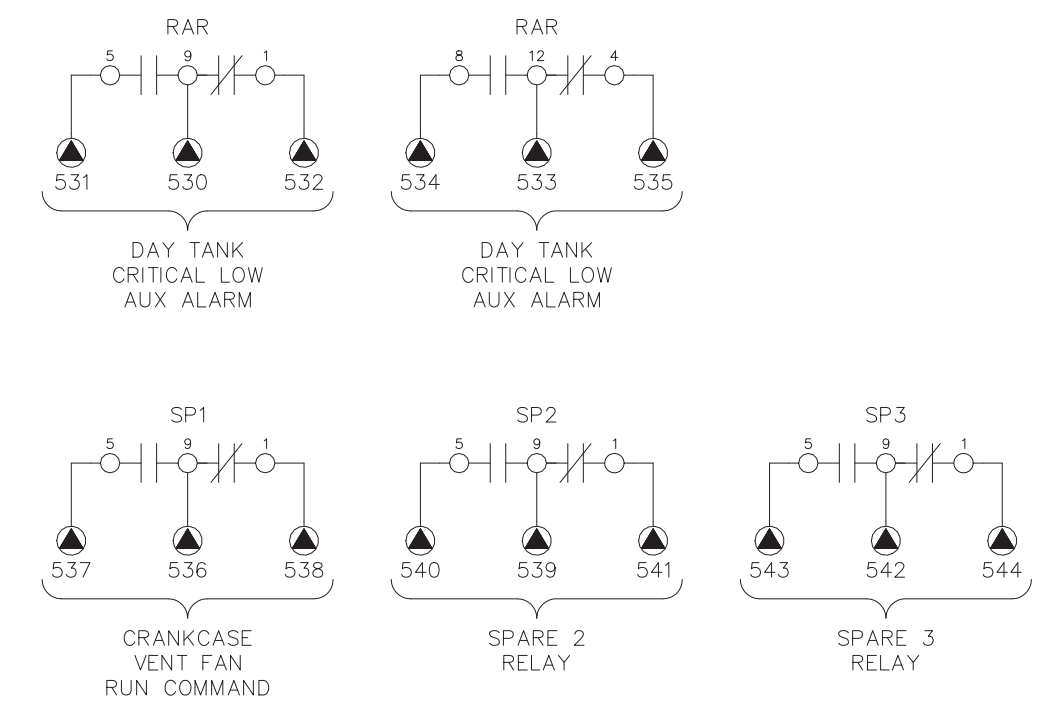 RAR
5 9 1
531 530 532
DAY TANK
CRITICAL LOW
AUX ALARM
RAR
8 12 4
534 533 535
DAY TANK
CRITICAL LOW
AUX ALARM
SP1
5 9 1
537 536 538
CRANKCASE
VENT FAN
RUN COMMAND
SP2
5 9 1
540 539 541
SPARE 2
RELAY
SP3
5 9 1
543 542 544
SPARE 3
RELAY